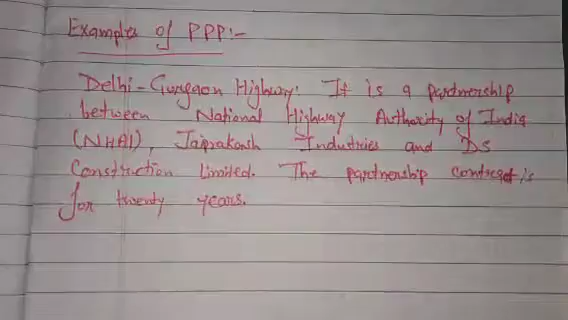 Examples of PPP:-
Delhi-Gurgaon Highway: It is a partnership
between National Highway Authority of India
(NHAI), Jaiprakash Industries and DS
Construction Limited. The partnership contract is
for twenty years.